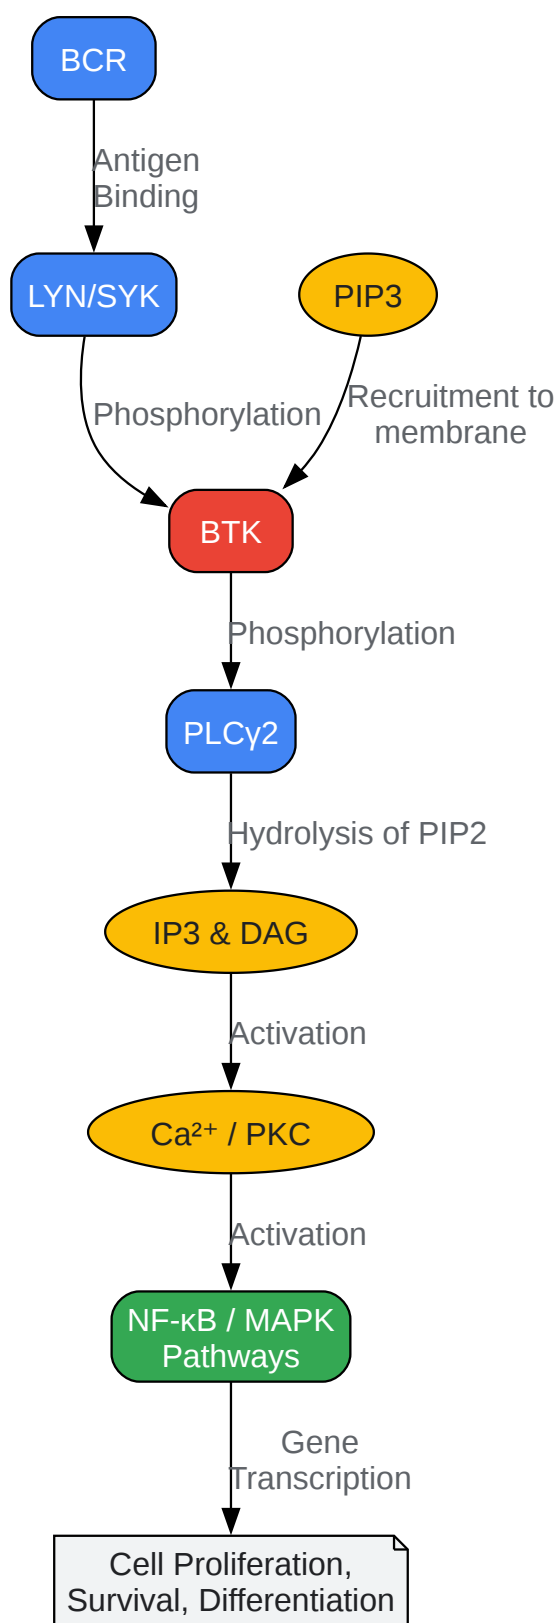 BCR
Antigen
Binding
LYN/SYK
PIP3
Phosphorylation
Recruitment to
membrane
BTK
Phosphorylation
PLCγ2
Hydrolysis of PIP2
IP3 & DAG
Activation
Ca²⁺ / PKC
Activation
NF-κB / MAPK
Pathways
Gene
Transcription
Cell Proliferation,
Survival, Differentiation